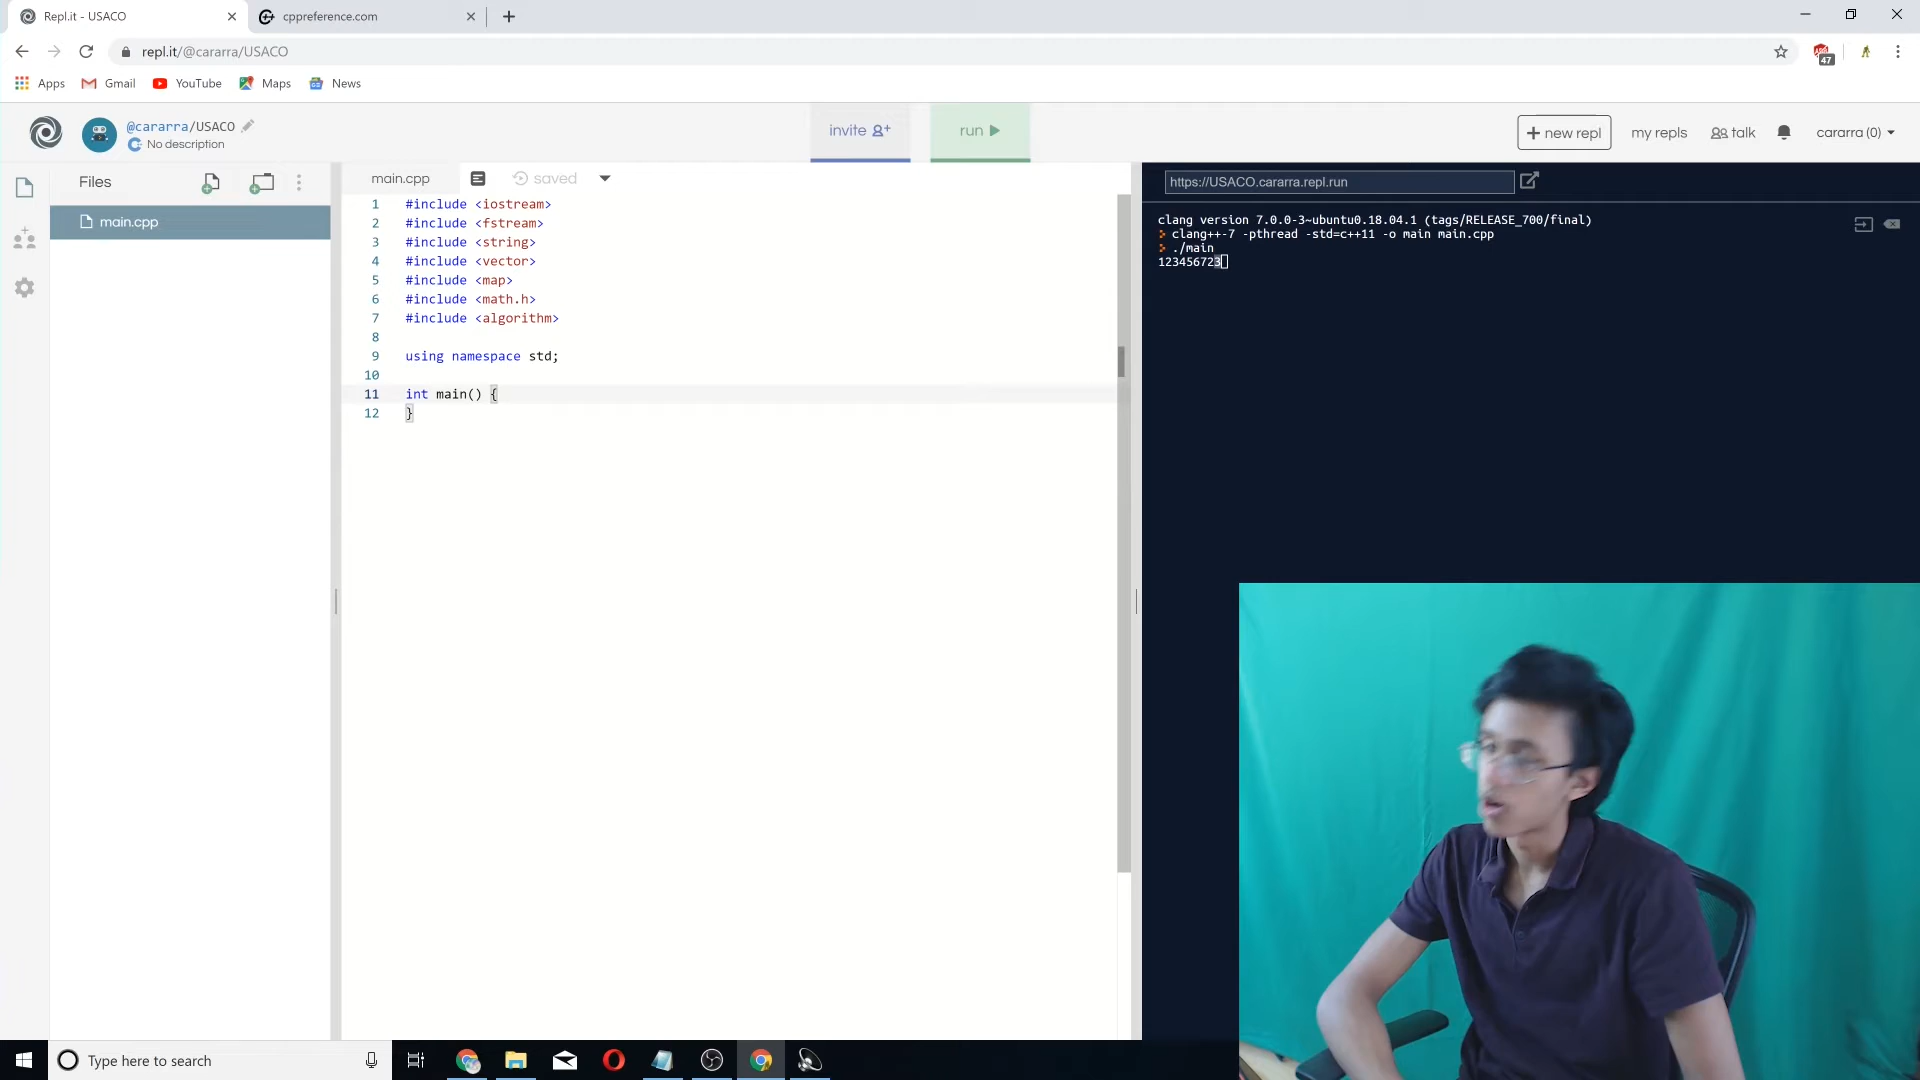 Repl.it - USACO
cppreference.com
repl.it/@cararra/USACO
47
Apps Gmail YouTube Maps News
@cararra/USACO
No description
invite
run
+ new repl my repls talk cararra (0)
Files
main.cpp
main.cpp
saved
1 #include <iostream>
2 #include <fstream>
3 #include <string>
4 #include <vector>
5 #include <map>
6 #include <math.h>
7 #include <algorithm>
8
9 using namespace std;
10
11 int main() {
12 }
https://USACO.cararra.repl.run
clang version 7.0.0-3~ubuntu0.18.04.1 (tags/RELEASE_700/final)
> clang++-7 -pthread -std=c++11 -o main main.cpp
> ./main
123456723
Type here to search